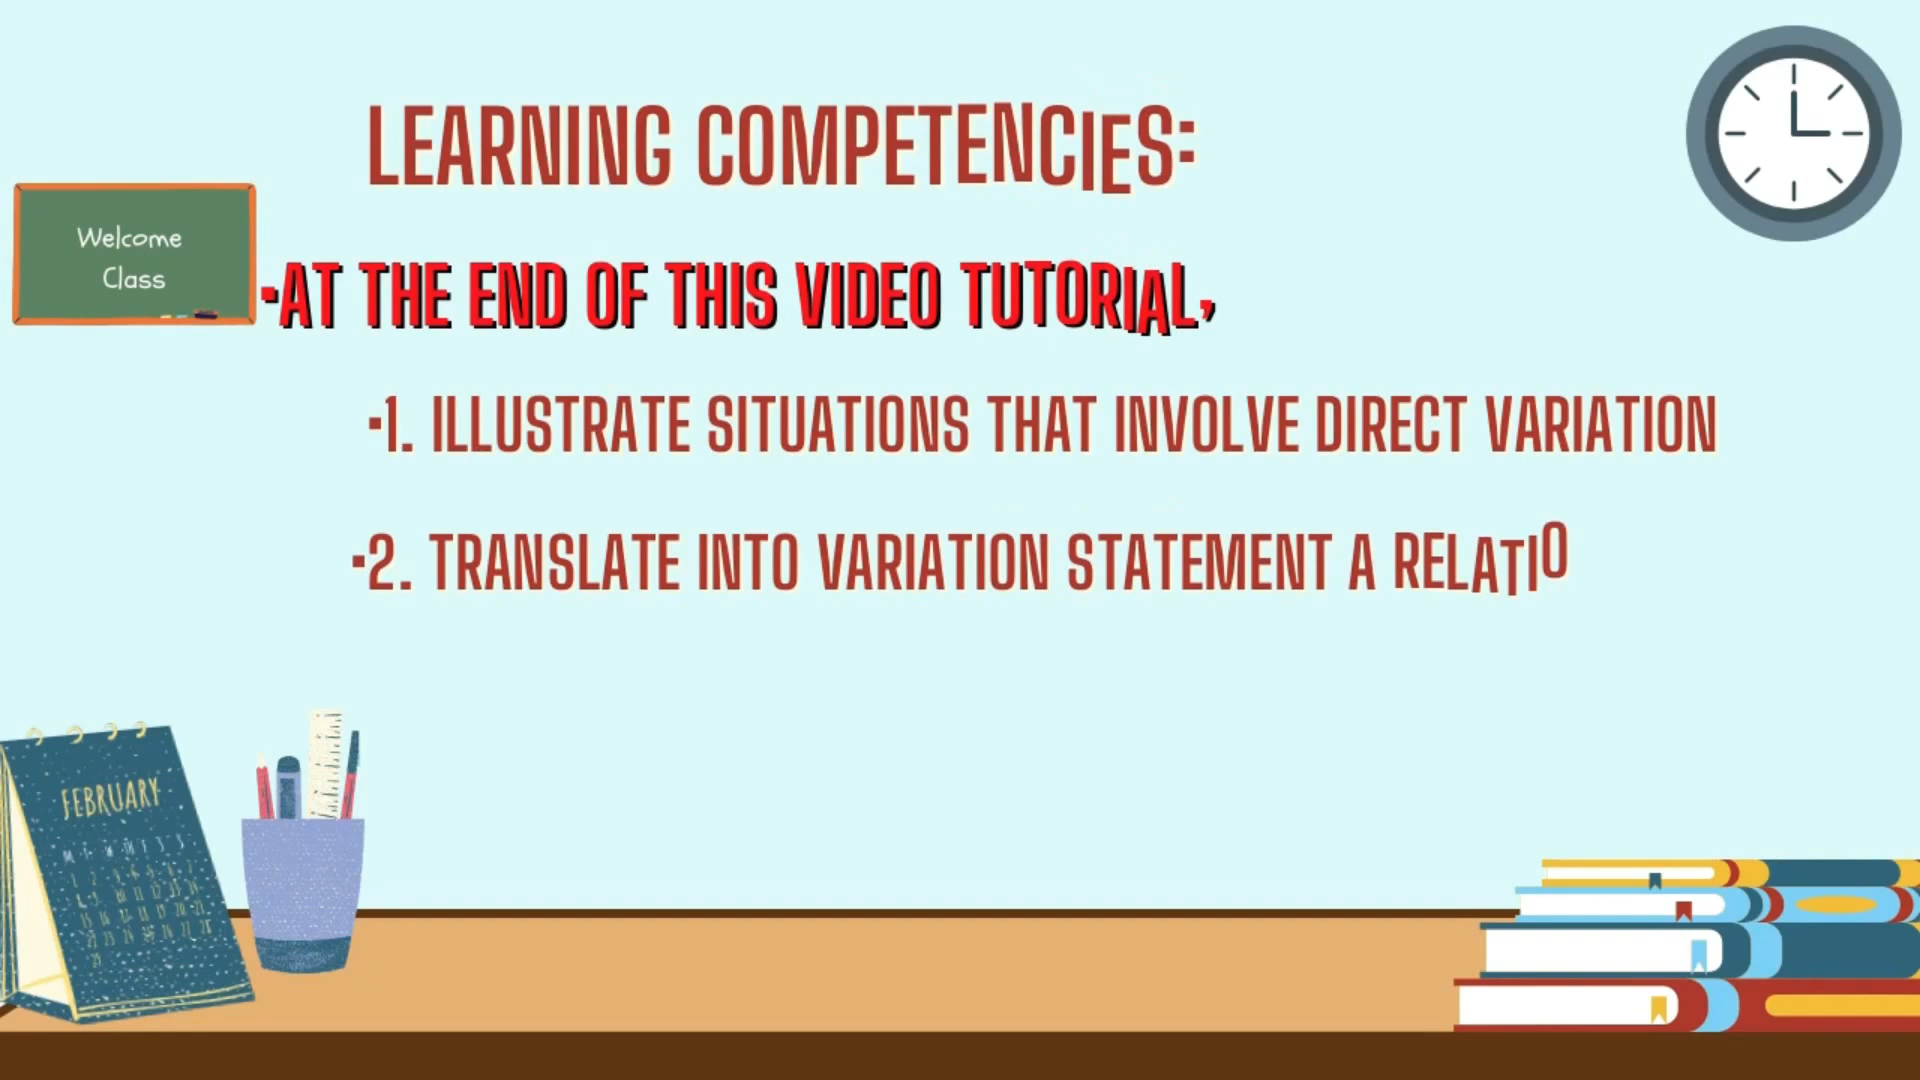 LEARNING COMPETENCIES:
Welcome
Class
·AT THE END OF THIS VIDEO TUTORIAL,
·1. ILLUSTRATE SITUATIONS THAT INVOLVE DIRECT VARIATION
·2. TRANSLATE INTO VARIATION STATEMENT A RELATIO
FEBRUARY